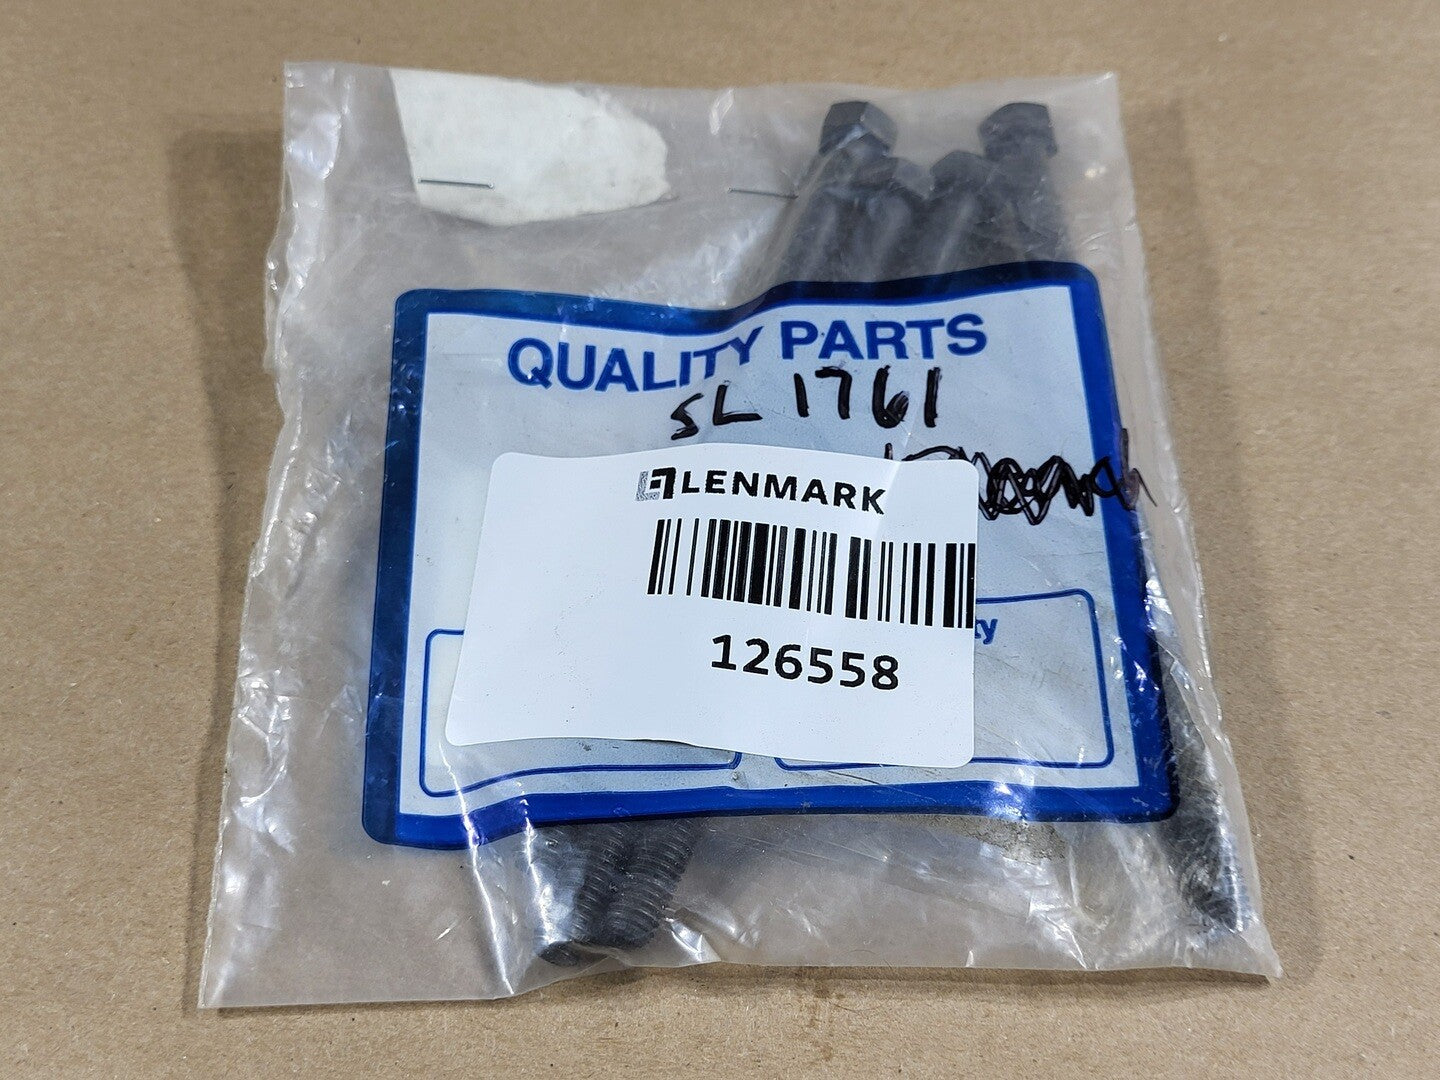 QUALITY PARTS
SL 1761
LENMARK
126558